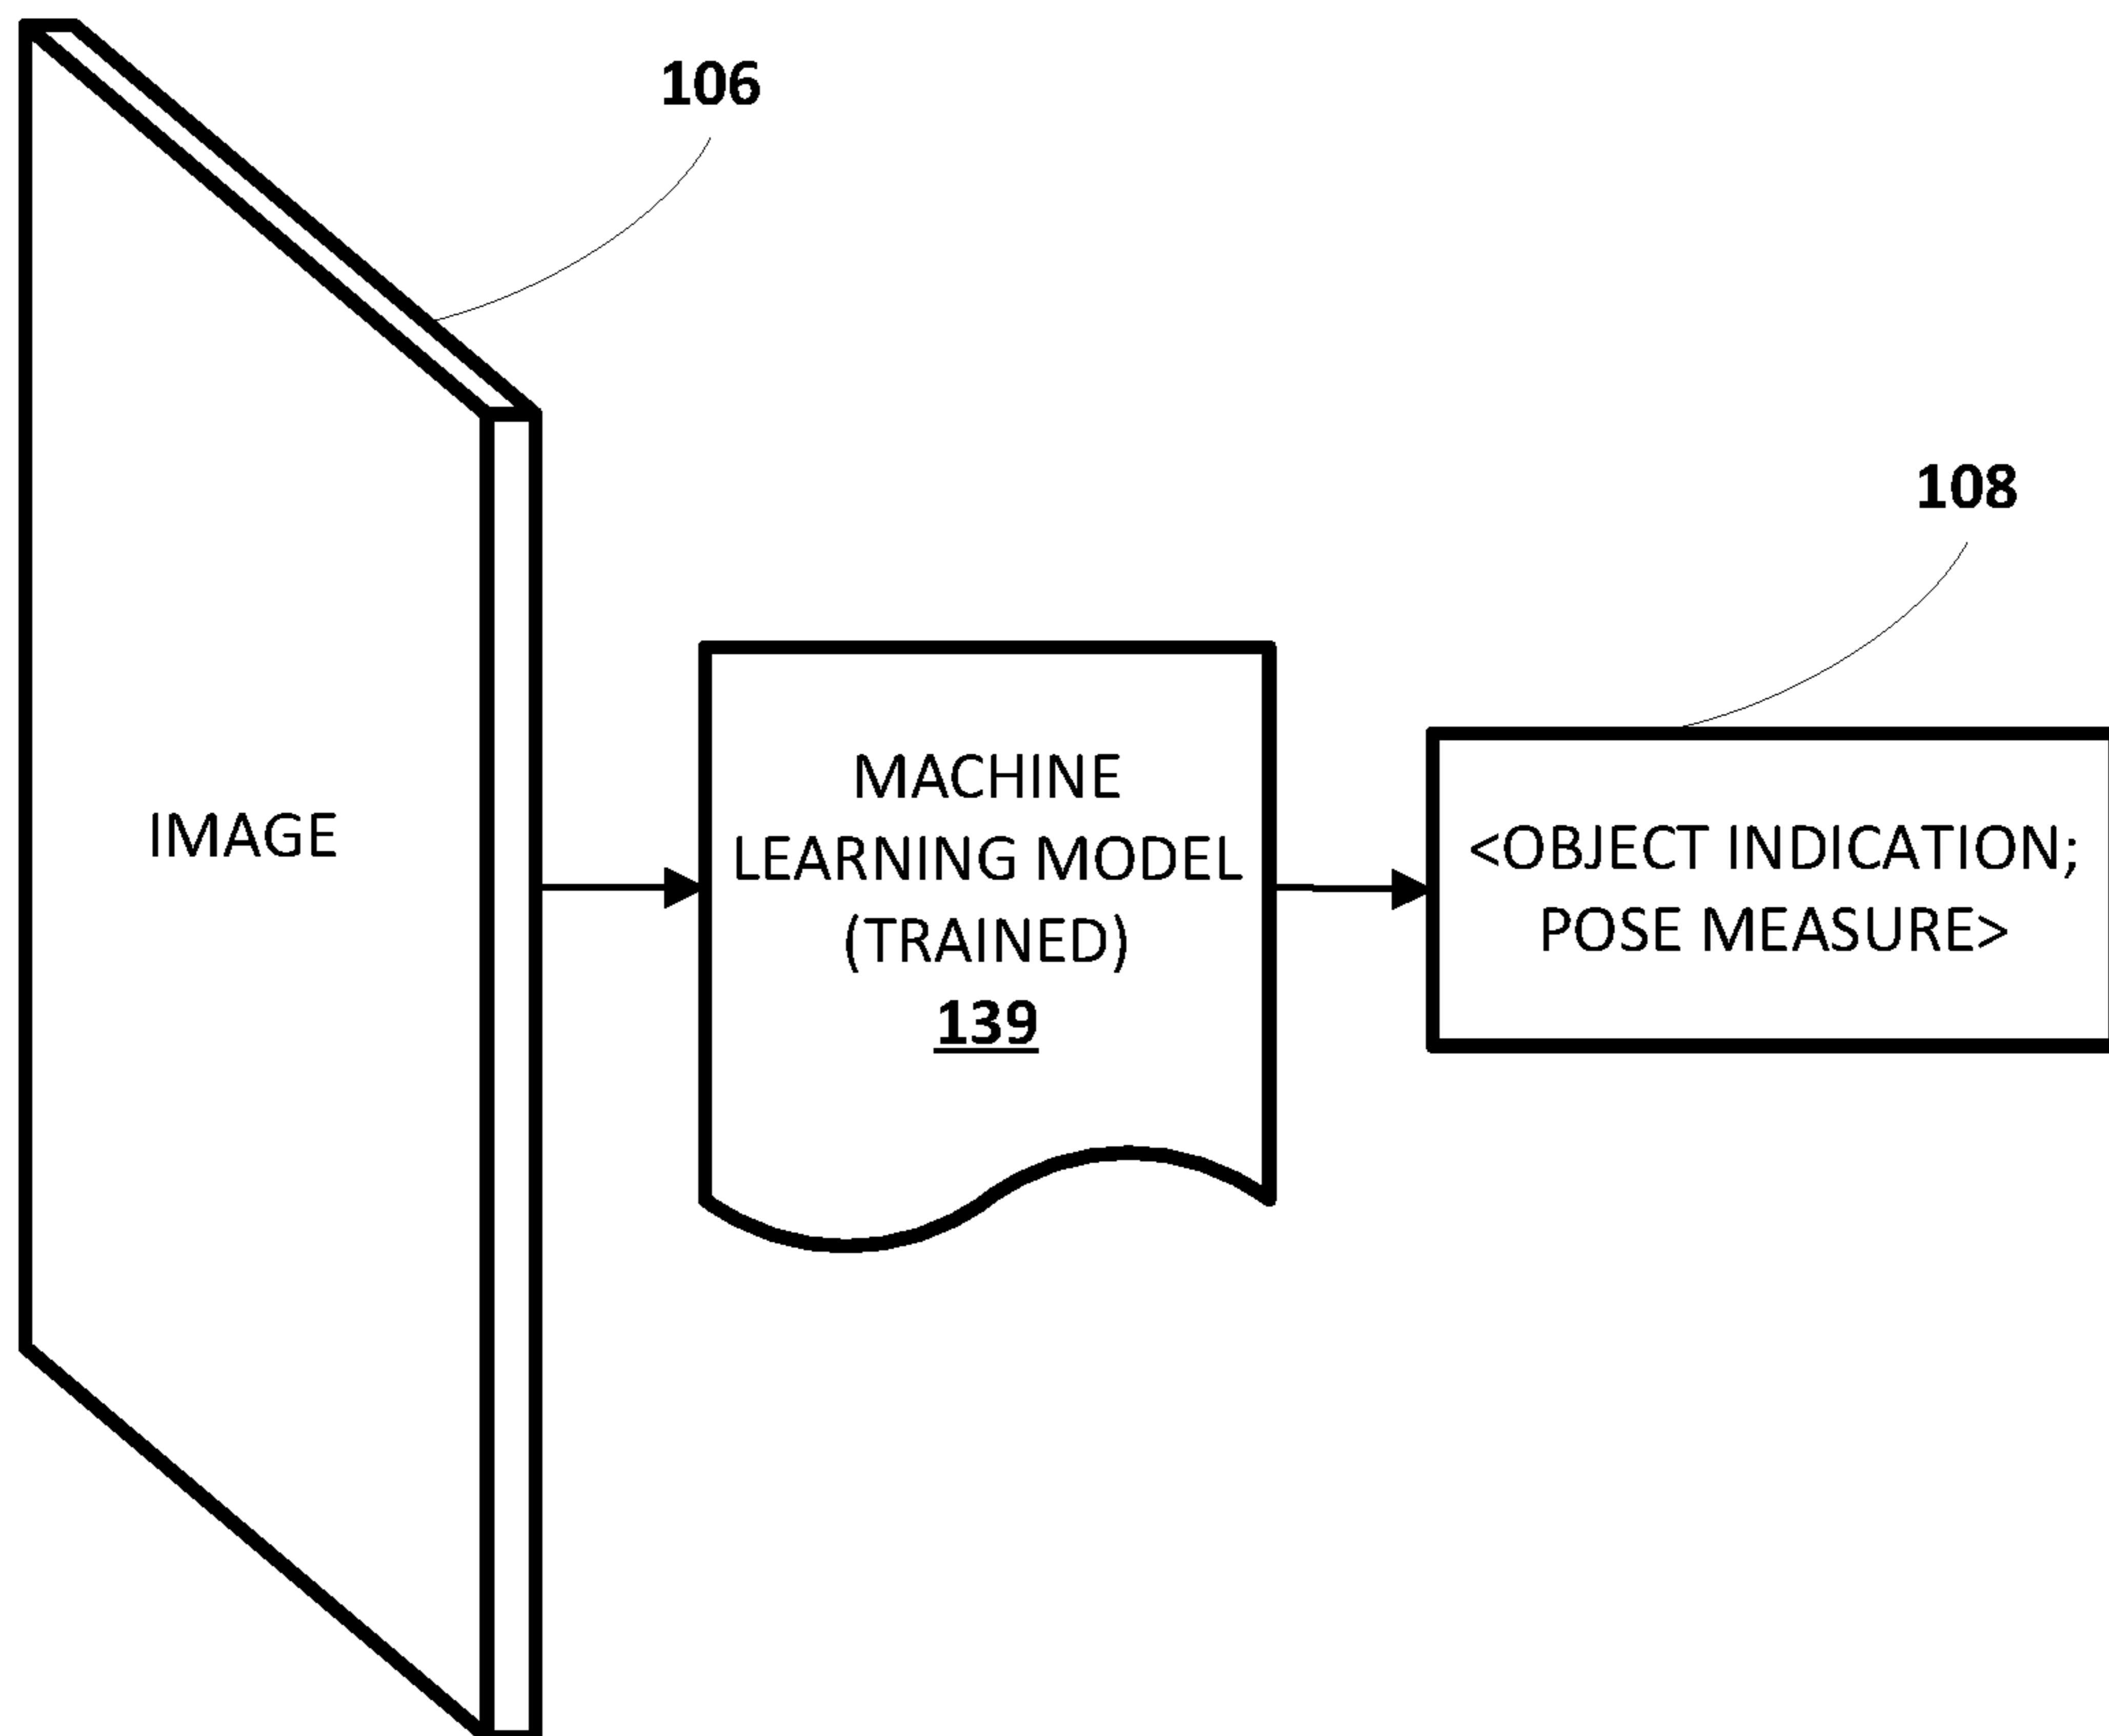 106
108
IMAGE
MACHINE
LEARNING MODEL
(TRAINED)
139
<OBJECT INDICATION;
POSE MEASURE>